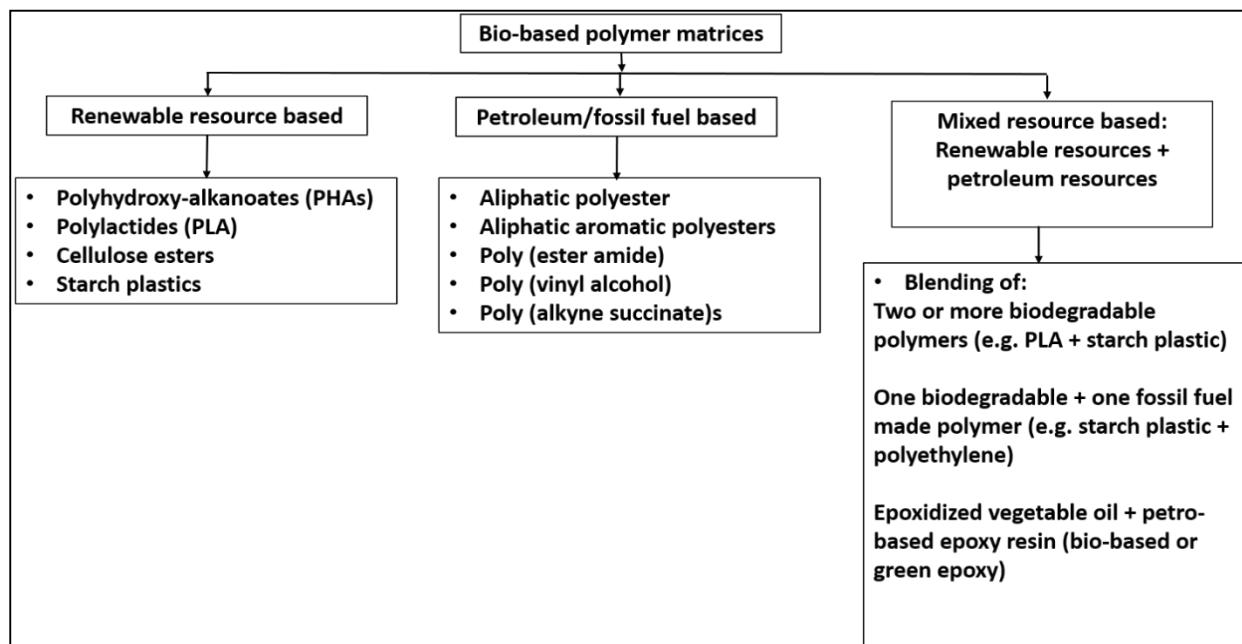 Bio-based polymer matrices
Renewable resource based
Petroleum/fossil fuel based
Mixed resource based:
Renewable resources +
petroleum resources
• Polyhydroxy-alkanoates (PHAs)
• Polylactides (PLA)
• Cellulose esters
• Starch plastics
• Aliphatic polyester
• Aliphatic aromatic polyesters
• Poly (ester amide)
• Poly (vinyl alcohol)
• Poly (alkyne succinate)s
• Blending of:
Two or more biodegradable
polymers (e.g. PLA + starch plastic)
One biodegradable + one fossil fuel
made polymer (e.g. starch plastic +
polyethylene)
Epoxidized vegetable oil + petro-
based epoxy resin (bio-based or
green epoxy)